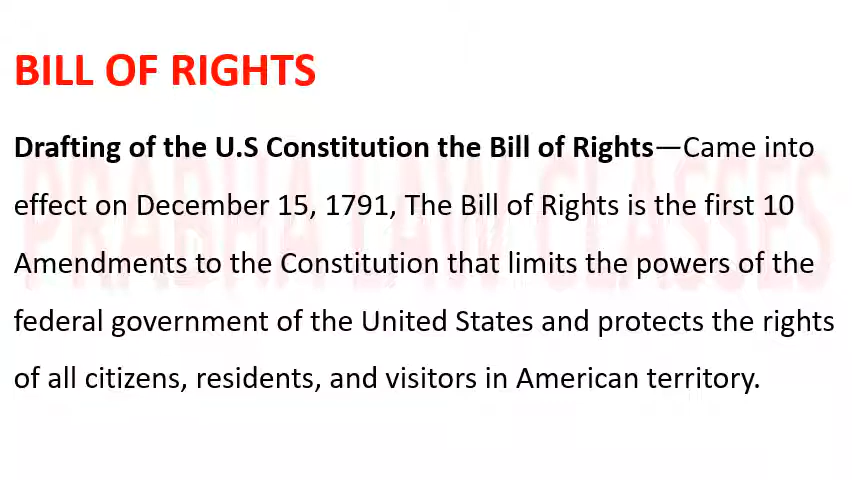 BILL OF RIGHTS
Drafting of the U.S Constitution the Bill of Rights—Came into
effect on December 15, 1791, The Bill of Rights is the first 10
Amendments to the Constitution that limits the powers of the
federal government of the United States and protects the rights
of all citizens, residents, and visitors in American territory.
PRABHA LAW CLASSES